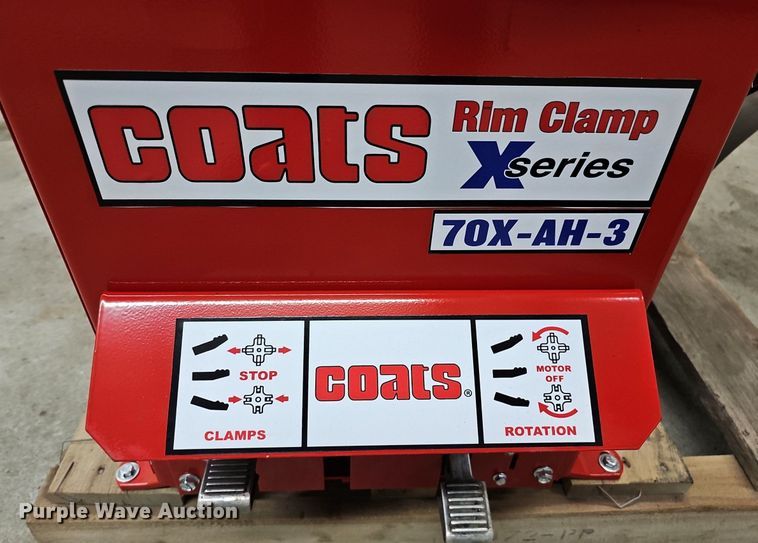 coats
Rim Clamp
X series
70X-AH-3
STOP
CLAMPS
coats®
MOTOR
OFF
ROTATION
Purple Wave Auction